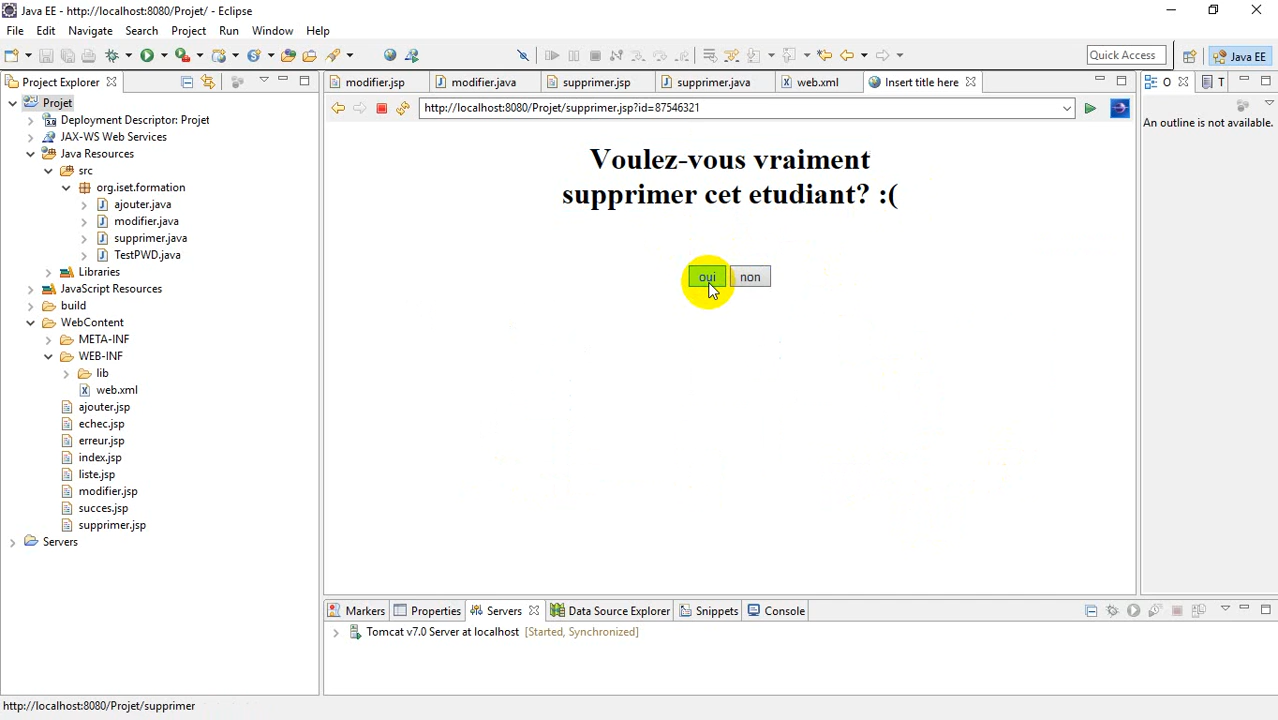 Java EE - http://localhost:8080/Projet/ - Eclipse
File Edit Navigate Search Project Run Window Help
Quick Access
Java EE
Project Explorer
modifier.jsp
modifier.java
supprimer.jsp
supprimer.java
web.xml
Insert title here
O
T
http://localhost:8080/Projet/supprimer.jsp?id=87546321
An outline is not available.
Projet
Deployment Descriptor: Projet
JAX-WS Web Services
Java Resources
src
org.iset.formation
ajouter.java
modifier.java
supprimer.java
TestPWD.java
Libraries
JavaScript Resources
build
WebContent
META-INF
WEB-INF
lib
web.xml
ajouter.jsp
echec.jsp
erreur.jsp
index.jsp
liste.jsp
modifier.jsp
succes.jsp
supprimer.jsp
Servers
Voulez-vous vraiment
supprimer cet etudiant? :(
oui non
Markers Properties Servers Data Source Explorer Snippets Console
Tomcat v7.0 Server at localhost [Started, Synchronized]
http://localhost:8080/Projet/supprimer